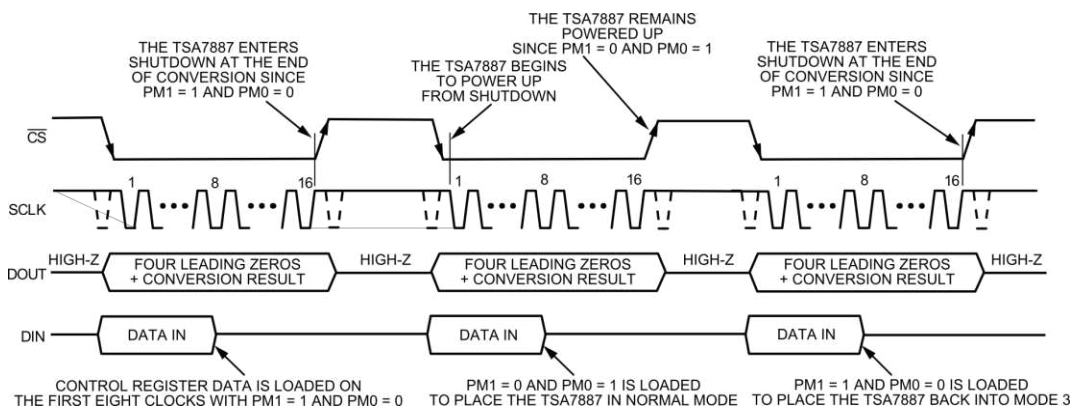 THE TSA7887 ENTERS
SHUTDOWN AT THE END
OF CONVERSION SINCE
PM1 = 1 AND PM0 = 0
THE TSA7887 BEGINS
TO POWER UP
FROM SHUTDOWN
THE TSA7887 REMAINS
POWERED UP
SINCE PM1 = 0 AND PM0 = 1
THE TSA7887 ENTERS
SHUTDOWN AT THE END
OF CONVERSION SINCE
PM1 = 1 AND PM0 = 0
CS
SCLK
1 8 16 1 8 16 1 8 16
DOUT
HIGH-Z
FOUR LEADING ZEROS
+ CONVERSION RESULT
HIGH-Z
FOUR LEADING ZEROS
+ CONVERSION RESULT
HIGH-Z
FOUR LEADING ZEROS
+ CONVERSION RESULT
HIGH-Z
DIN
DATA IN
DATA IN
DATA IN
CONTROL REGISTER DATA IS LOADED ON
THE FIRST EIGHT CLOCKS WITH PM1 = 1 AND PM0 = 0
PM1 = 0 AND PM0 = 1 IS LOADED
TO PLACE THE TSA7887 IN NORMAL MODE
PM1 = 1 AND PM0 = 0 IS LOADED
TO PLACE THE TSA7887 BACK INTO MODE 3